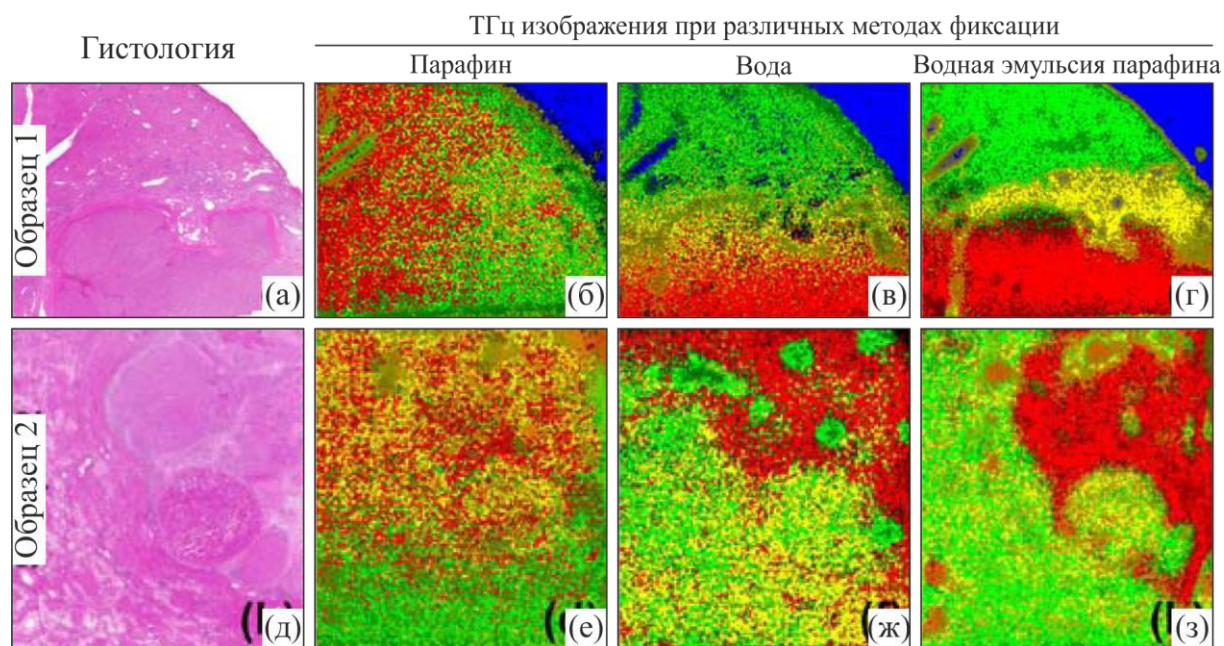 ТГц изображения при различных методах фиксации
Гистология
Парафин
Вода
Водная эмульсия парафина
Образец 1
(а)
(б)
(в)
(г)
Образец 2
(д)
(е)
(ж)
(з)